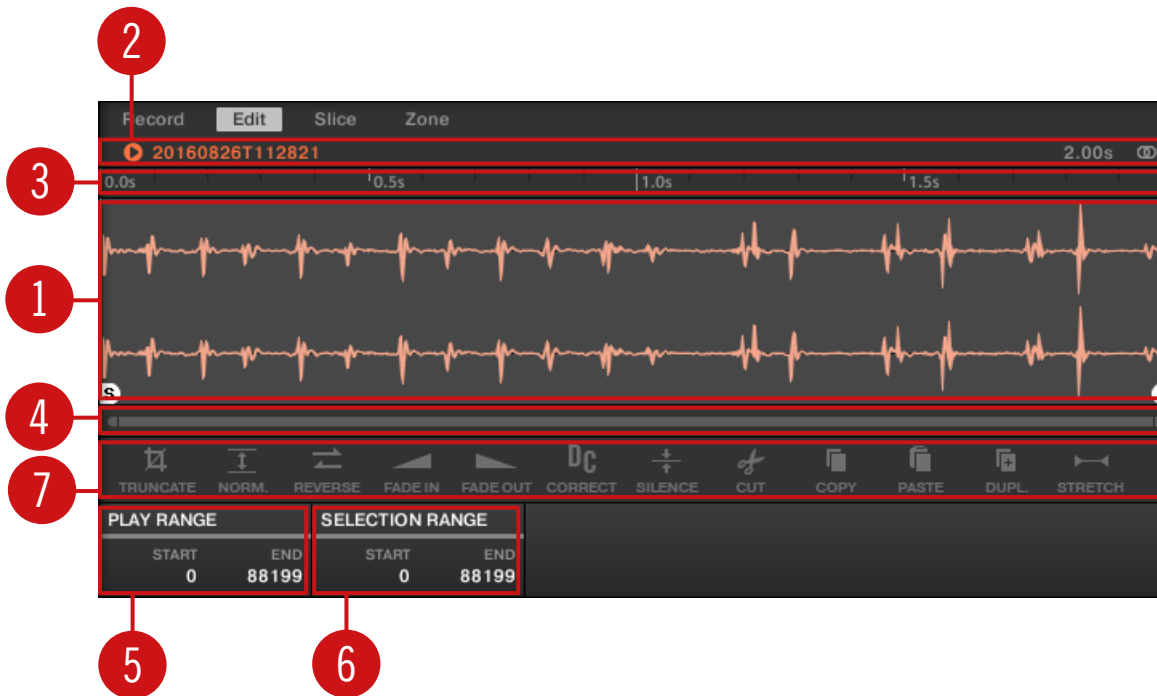 2
Record Edit Slice Zone
20160826T112821 2.00s
3
0.0s 0.5s 1.0s 1.5s
1
S
4
DC
7
TRUNCATE NORM. REVERSE FADE IN FADE OUT CORRECT SILENCE CUT COPY PASTE DUPL. STRETCH
PLAY RANGE SELECTION RANGE
START END START END
0 88199 0 88199
5 6